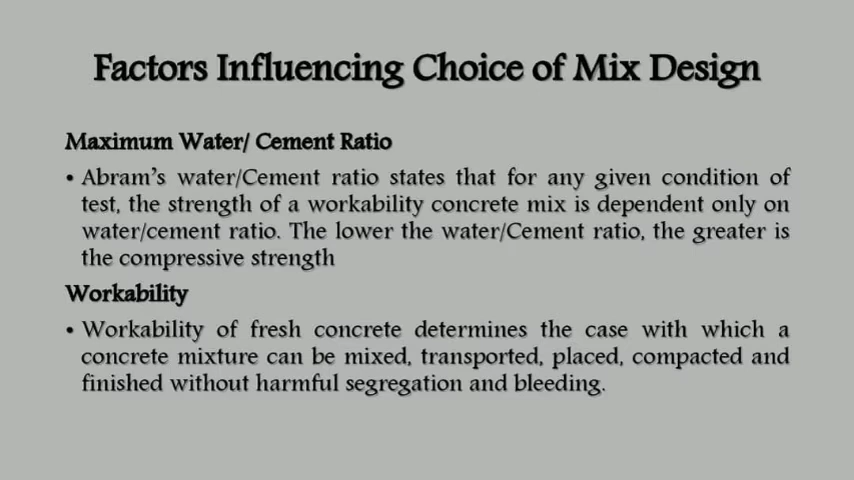 Factors Influencing Choice of Mix Design
Maximum Water/ Cement Ratio
• Abram's water/Cement ratio states that for any given condition of
test, the strength of a workability concrete mix is dependent only on
water/cement ratio. The lower the water/Cement ratio, the greater is
the compressive strength
Workability
• Workability of fresh concrete determines the case with which a
concrete mixture can be mixed, transported, placed, compacted and
finished without harmful segregation and bleeding.